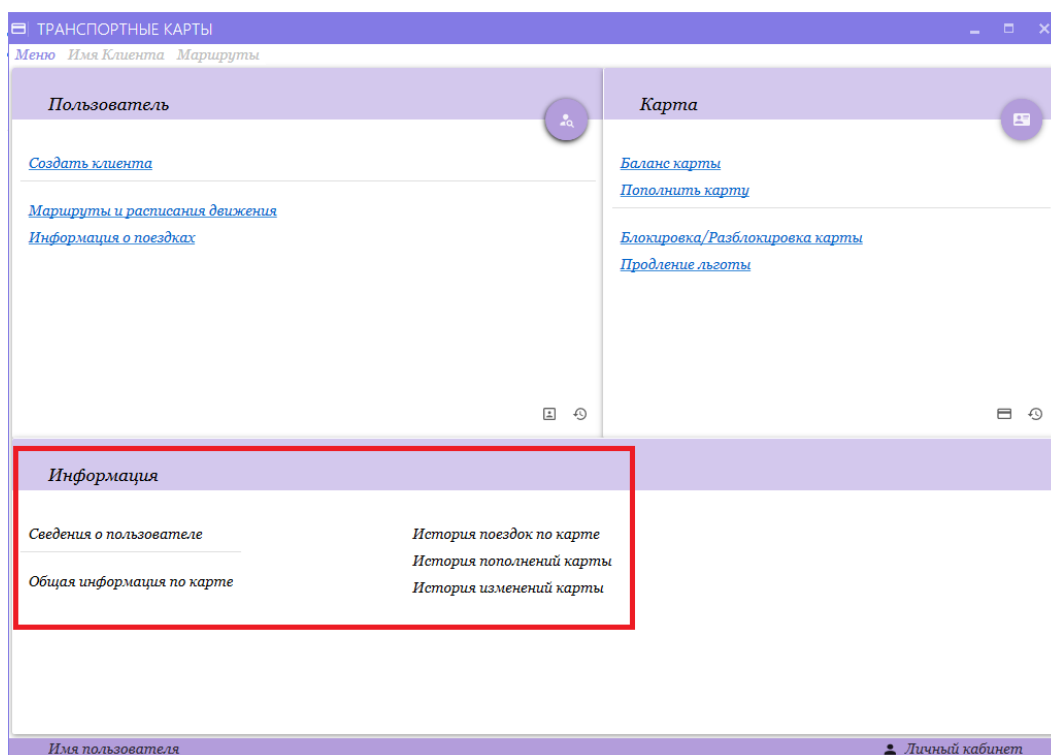 ТРАНСПОРТНЫЕ КАРТЫ
Меню Имя Клиента Маршруты
Пользователь
Создать клиента
Маршруты и расписания движения
Информация о поездках
Карта
Баланс карты
Пополнить карту
Блокировка/Разблокировка карты
Продление льготы
Информация
Сведения о пользователе
Общая информация по карте
История поездок по карте
История пополнений карты
История изменений карты
Имя пользователя
Личный кабинет